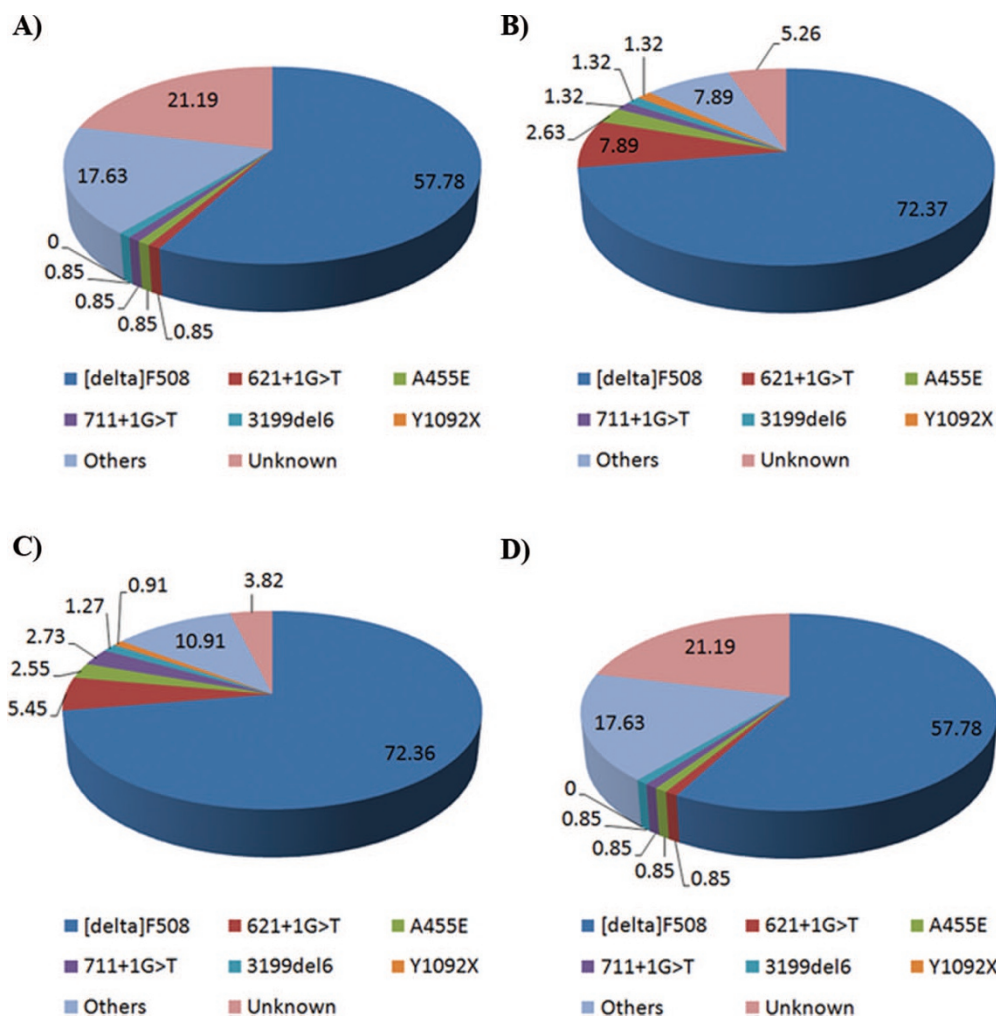 A)
21.19
57.78
17.63
0
0.85
0.85
0.85
0.85
[delta]F508 621+1G>T A455E
711+1G>T 3199del6 Y1092X
Others Unknown
B)
5.26
1.32
1.32
1.32
2.63
7.89
7.89
72.37
[delta]F508 621+1G>T A455E
711+1G>T 3199del6 Y1092X
Others Unknown
C)
3.82
0.91
1.27
2.73
2.55
5.45
10.91
72.36
[delta]F508 621+1G>T A455E
711+1G>T 3199del6 Y1092X
Others Unknown
D)
21.19
57.78
17.63
0
0.85
0.85
0.85
0.85
[delta]F508 621+1G>T A455E
711+1G>T 3199del6 Y1092X
Others Unknown